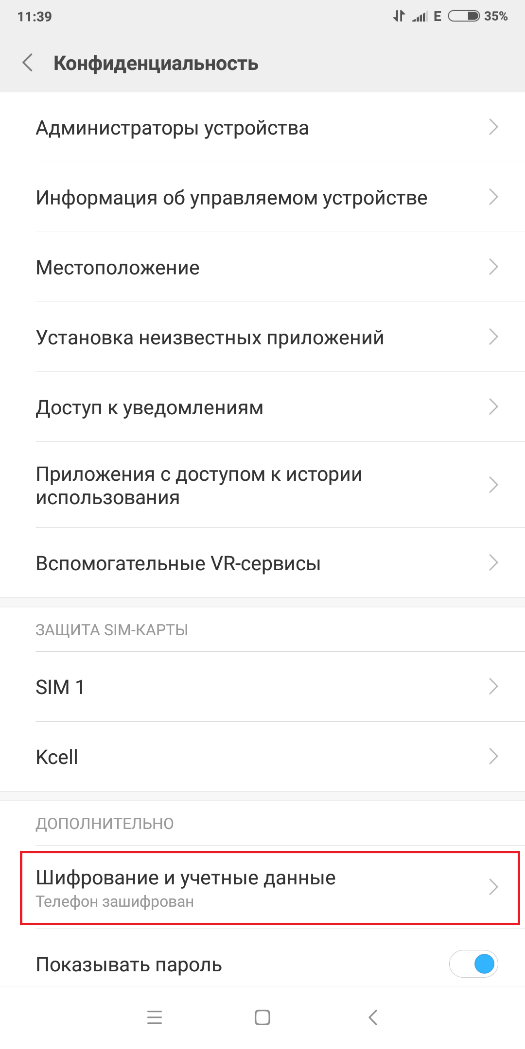 11:39 E 35%
Конфиденциальность
Администраторы устройства
Информация об управляемом устройстве
Местоположение
Установка неизвестных приложений
Доступ к уведомлениям
Приложения с доступом к истории
использования
Вспомогательные VR-сервисы
ЗАЩИТА SIM-КАРТЫ
SIM 1
Kcell
ДОПОЛНИТЕЛЬНО
Шифрование и учетные данные
Телефон зашифрован
Показывать пароль